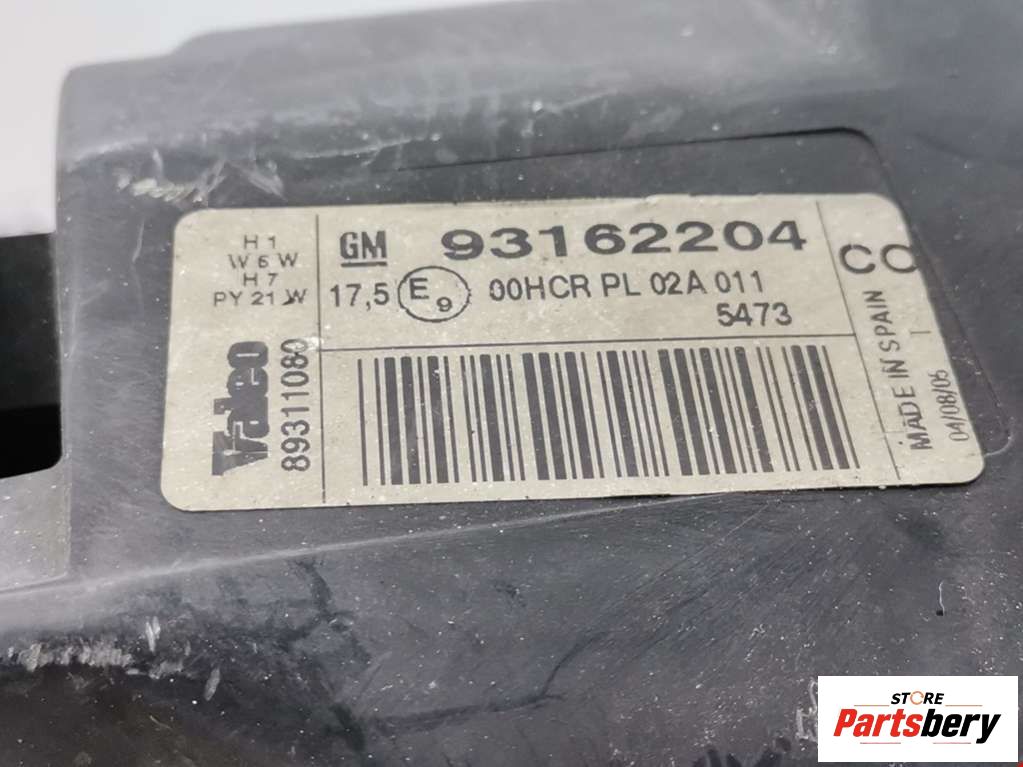 H1
W6W
H7
PY 21 W
GM 93162204
17,5 E9 00HCR PL 02A 011
5473
Valeo
89311080
CC
MADE IN SPAIN
04/08/05
STORE
Partsbery